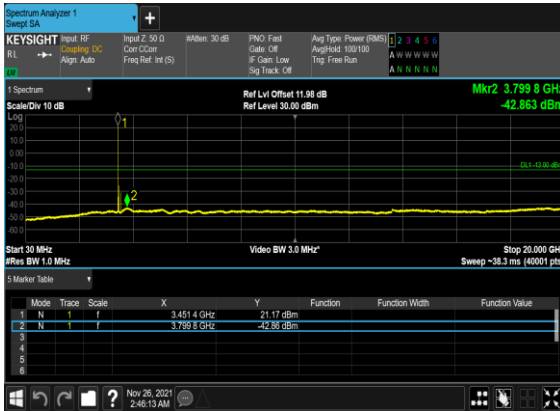 Spectrum Analyzer 1
Swept SA
+
KEYSIGHT Input: RF Input Z: 50 Ω #Atten: 30 dB PNO: Fast Avg Type: Power (RMS) 1 2 3 4 5 6
RL Coupling: DC Corr CCorr Gate: Off Avg|Hold: 100/100 A W W W W W
Align: Auto Freq Ref: Int (S) IF Gain: Low Trig: Free Run
Sig Track: Off A N N N N N
1 Spectrum Ref Lvl Offset 11.98 dB Mkr2 3.799 8 GHz
Scale/Div 10 dB Ref Level 30.00 dBm -42.863 dBm
Log
20.0
10.0
0.00
-10.0
DL1 -13.00 dBm
-20.0
-30.0
-40.0
-50.0
-60.0
1
2
Start 30 MHz Video BW 3.0 MHz* Stop 20.000 GHz
#Res BW 1.0 MHz Sweep ~38.3 ms (40001 pts)
5 Marker Table
Mode Trace Scale X Y Function Function Width Function Value
1 N 1 f 3.451 4 GHz 21.17 dBm
2 N 1 f 3.799 8 GHz -42.86 dBm
3
4
5
6
? Nov 26, 2021
2:46:13 AM